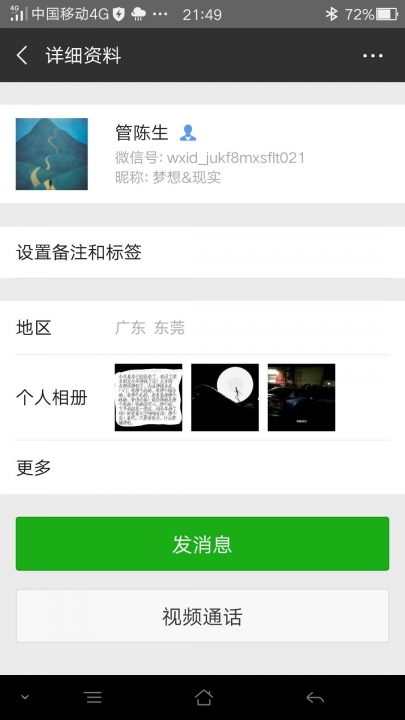 4G 中国移动4G 21:49 72%
详细资料
管陈生
微信号: wxid_jukf8mxsflt021
昵称: 梦想&现实
设置备注和标签
地区 广东 东莞
个人相册
更多
发消息
视频通话